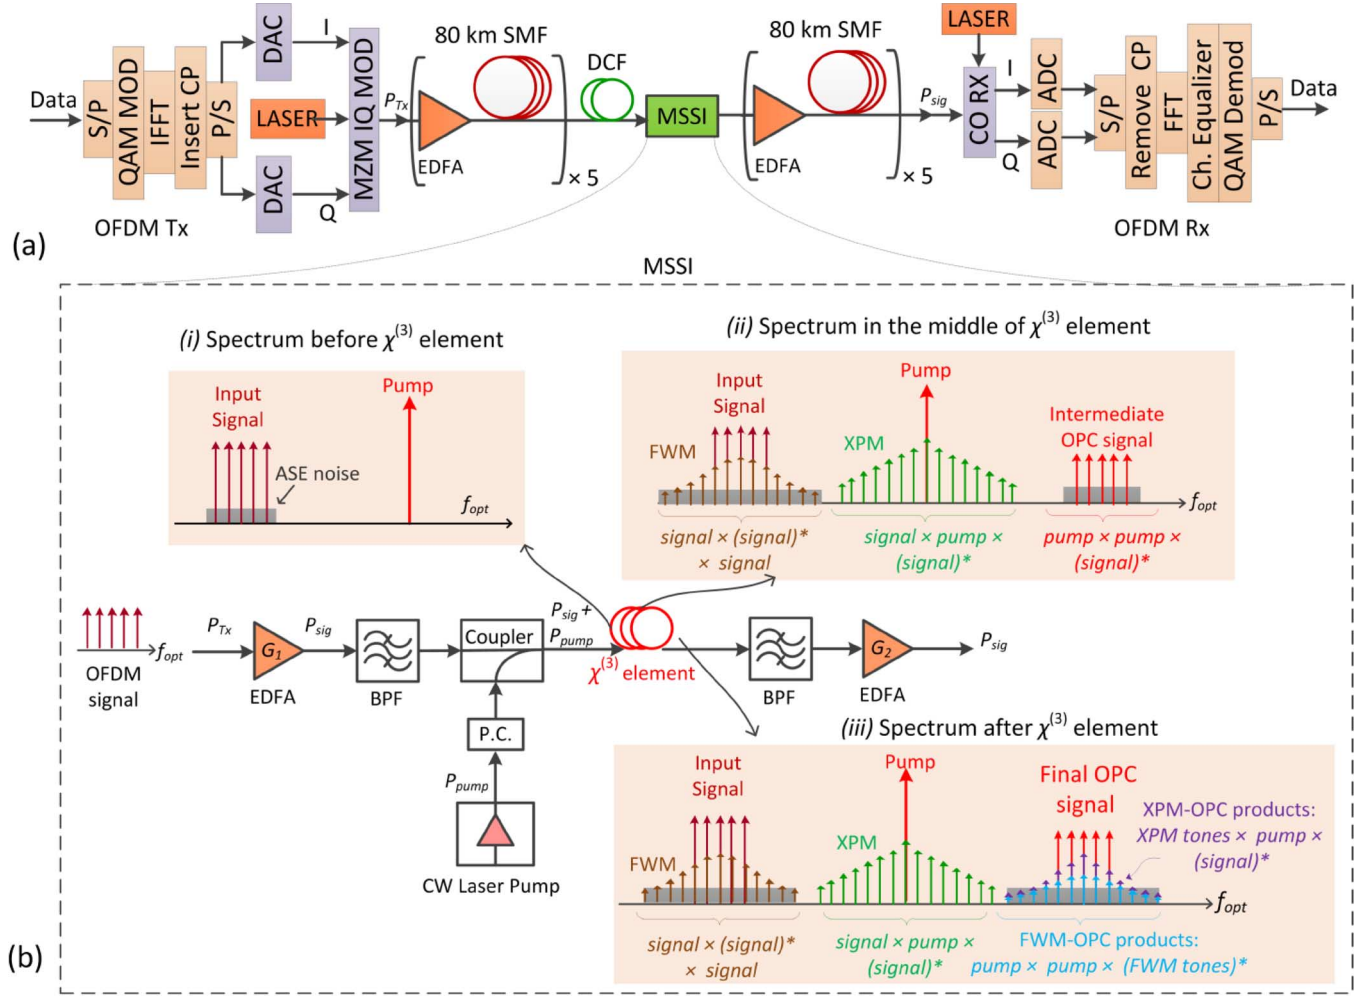 Data
S/P
QAM MOD
IFFT
Insert CP
P/S
OFDM Tx
DAC
I
LASER
DAC
Q
MZM IQ MOD
P_Tx
80 km SMF
EDFA
× 5
DCF
MSSI
80 km SMF
EDFA
× 5
P_sig
LASER
CO RX
I
Q
ADC
ADC
S/P
Remove CP
FFT
Ch. Equalizer
QAM Demod
P/S
Data
OFDM Rx
(a)
MSSI
(i) Spectrum before χ(3) element
Input
Signal
Pump
ASE noise
f_opt
(ii) Spectrum in the middle of χ(3) element
Input
Signal
Pump
FWM
XPM
Intermediate
OPC signal
f_opt
signal × (signal)*
× signal
signal × pump ×
(signal)*
pump × pump ×
(signal)*
f_opt
OFDM
signal
P_Tx
G1
EDFA
P_sig
BPF
Coupler
P_sig +
P_pump
χ(3) element
BPF
G2
EDFA
P_sig
P.C.
P_pump
CW Laser Pump
(iii) Spectrum after χ(3) element
Input
Signal
Pump
Final OPC
signal
XPM-OPC products:
XPM tones × pump ×
(signal)*
FWM
XPM
f_opt
signal × (signal)*
× signal
signal × pump ×
(signal)*
FWM-OPC products:
pump × pump × (FWM tones)*
(b)